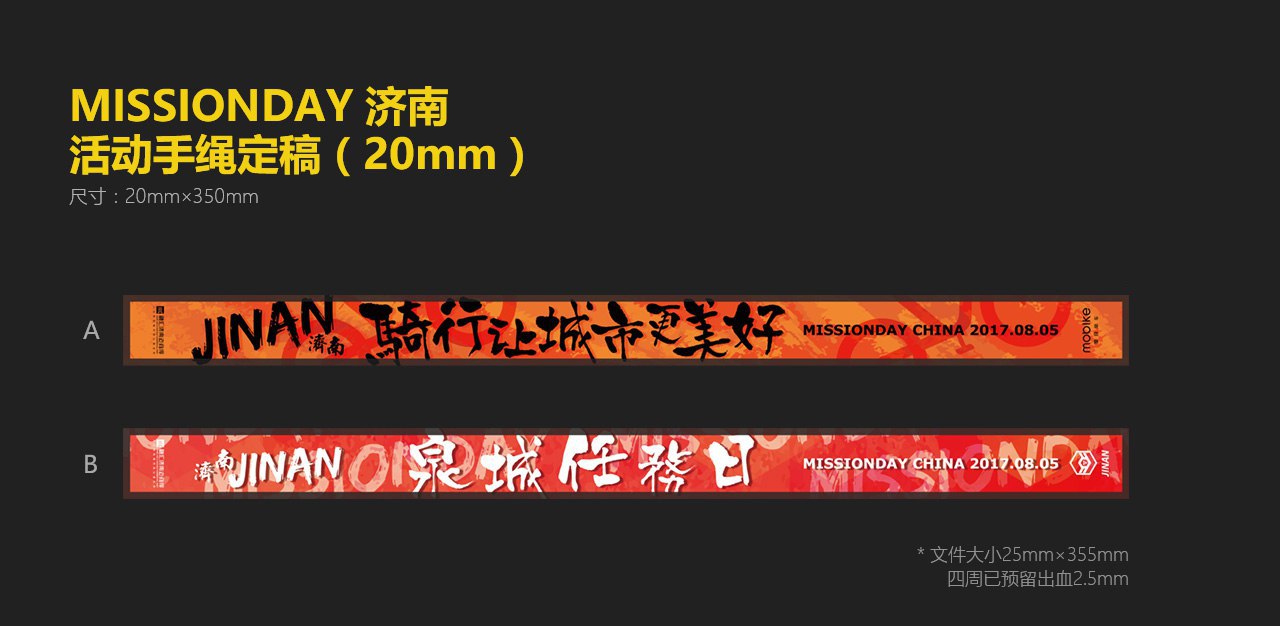 MISSIONDAY 济南
活动手绳定稿（20mm）
尺寸：20mm×350mm
A
JINAN
濟南
騎行让城市更美好
MISSIONDAY CHINA 2017.08.05
mobike
B
濟南
JINAN
泉城任務日
MISSIONDAY CHINA 2017.08.05
JINAN
MISSIONDAY
* 文件大小25mm×355mm
四周已预留出血2.5mm